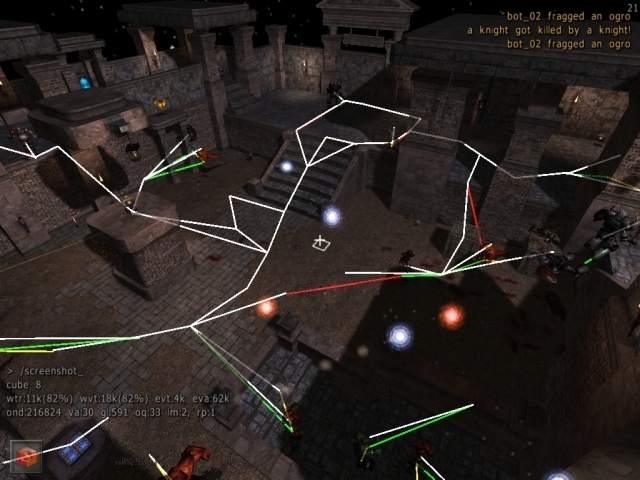 21
bot_02 fragged an ogro
a knight got killed by a knight!
bot_02 fragged an ogro
> /screenshot_
cube 8
wtr:11k(82%) wvt:18k(82%) evt:4k eva:62k
ond:216824 va:30 gl:591 oq:33 lm:2, rp:1